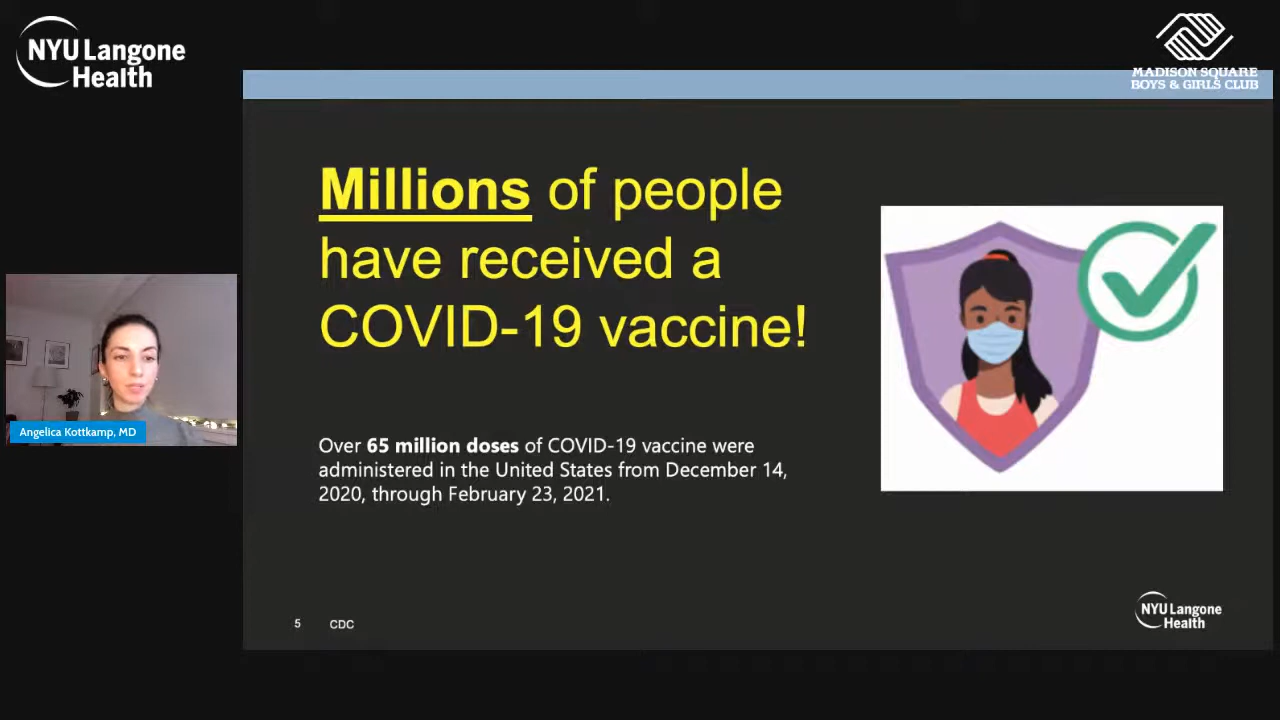 NYU Langone
Health
MADISON SQUARE
BOYS & GIRLS CLUB
Millions of people
have received a
COVID-19 vaccine!
Angelica Kottkamp, MD
Over 65 million doses of COVID-19 vaccine were
administered in the United States from December 14,
2020, through February 23, 2021.
5 CDC
NYU Langone
Health